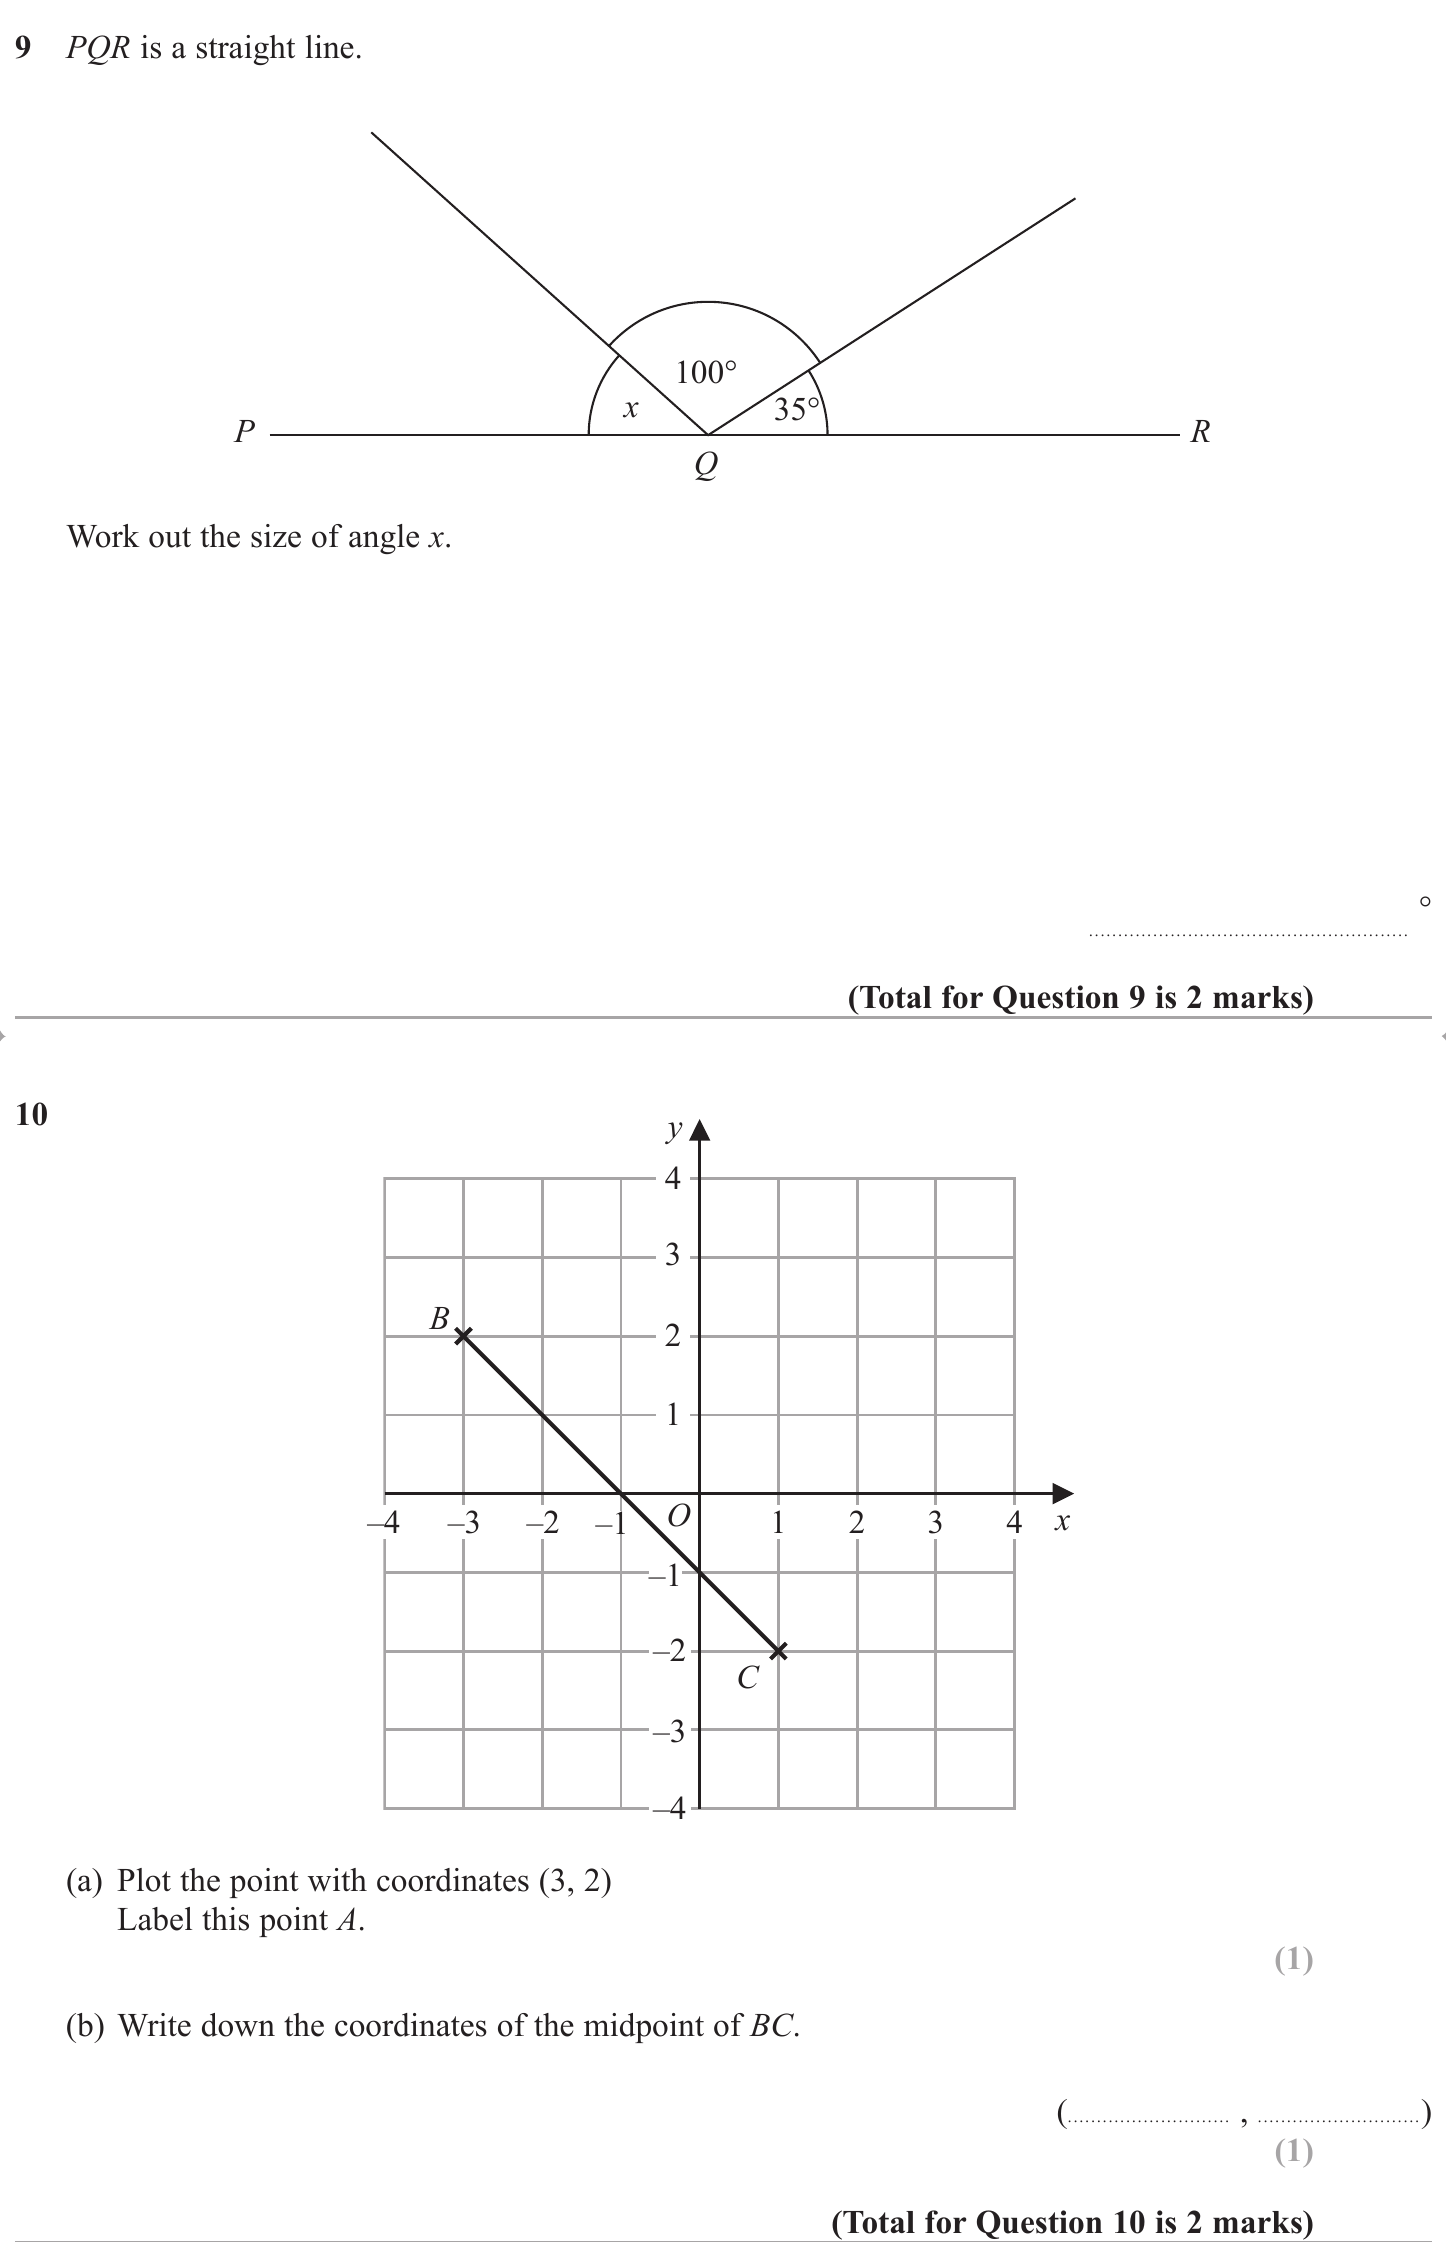 9 PQR is a straight line.
100°
x
35°
P
R
Q
Work out the size of angle x.
.................................................... °
(Total for Question 9 is 2 marks)
10
y
4
3
B
2
1
–4 –3 –2 –1 O 1 2 3 4 x
–1
–2
C
–3
–4
(a) Plot the point with coordinates (3, 2)
Label this point A.
(1)
(b) Write down the coordinates of the midpoint of BC.
(............................ , ............................)
(1)
(Total for Question 10 is 2 marks)